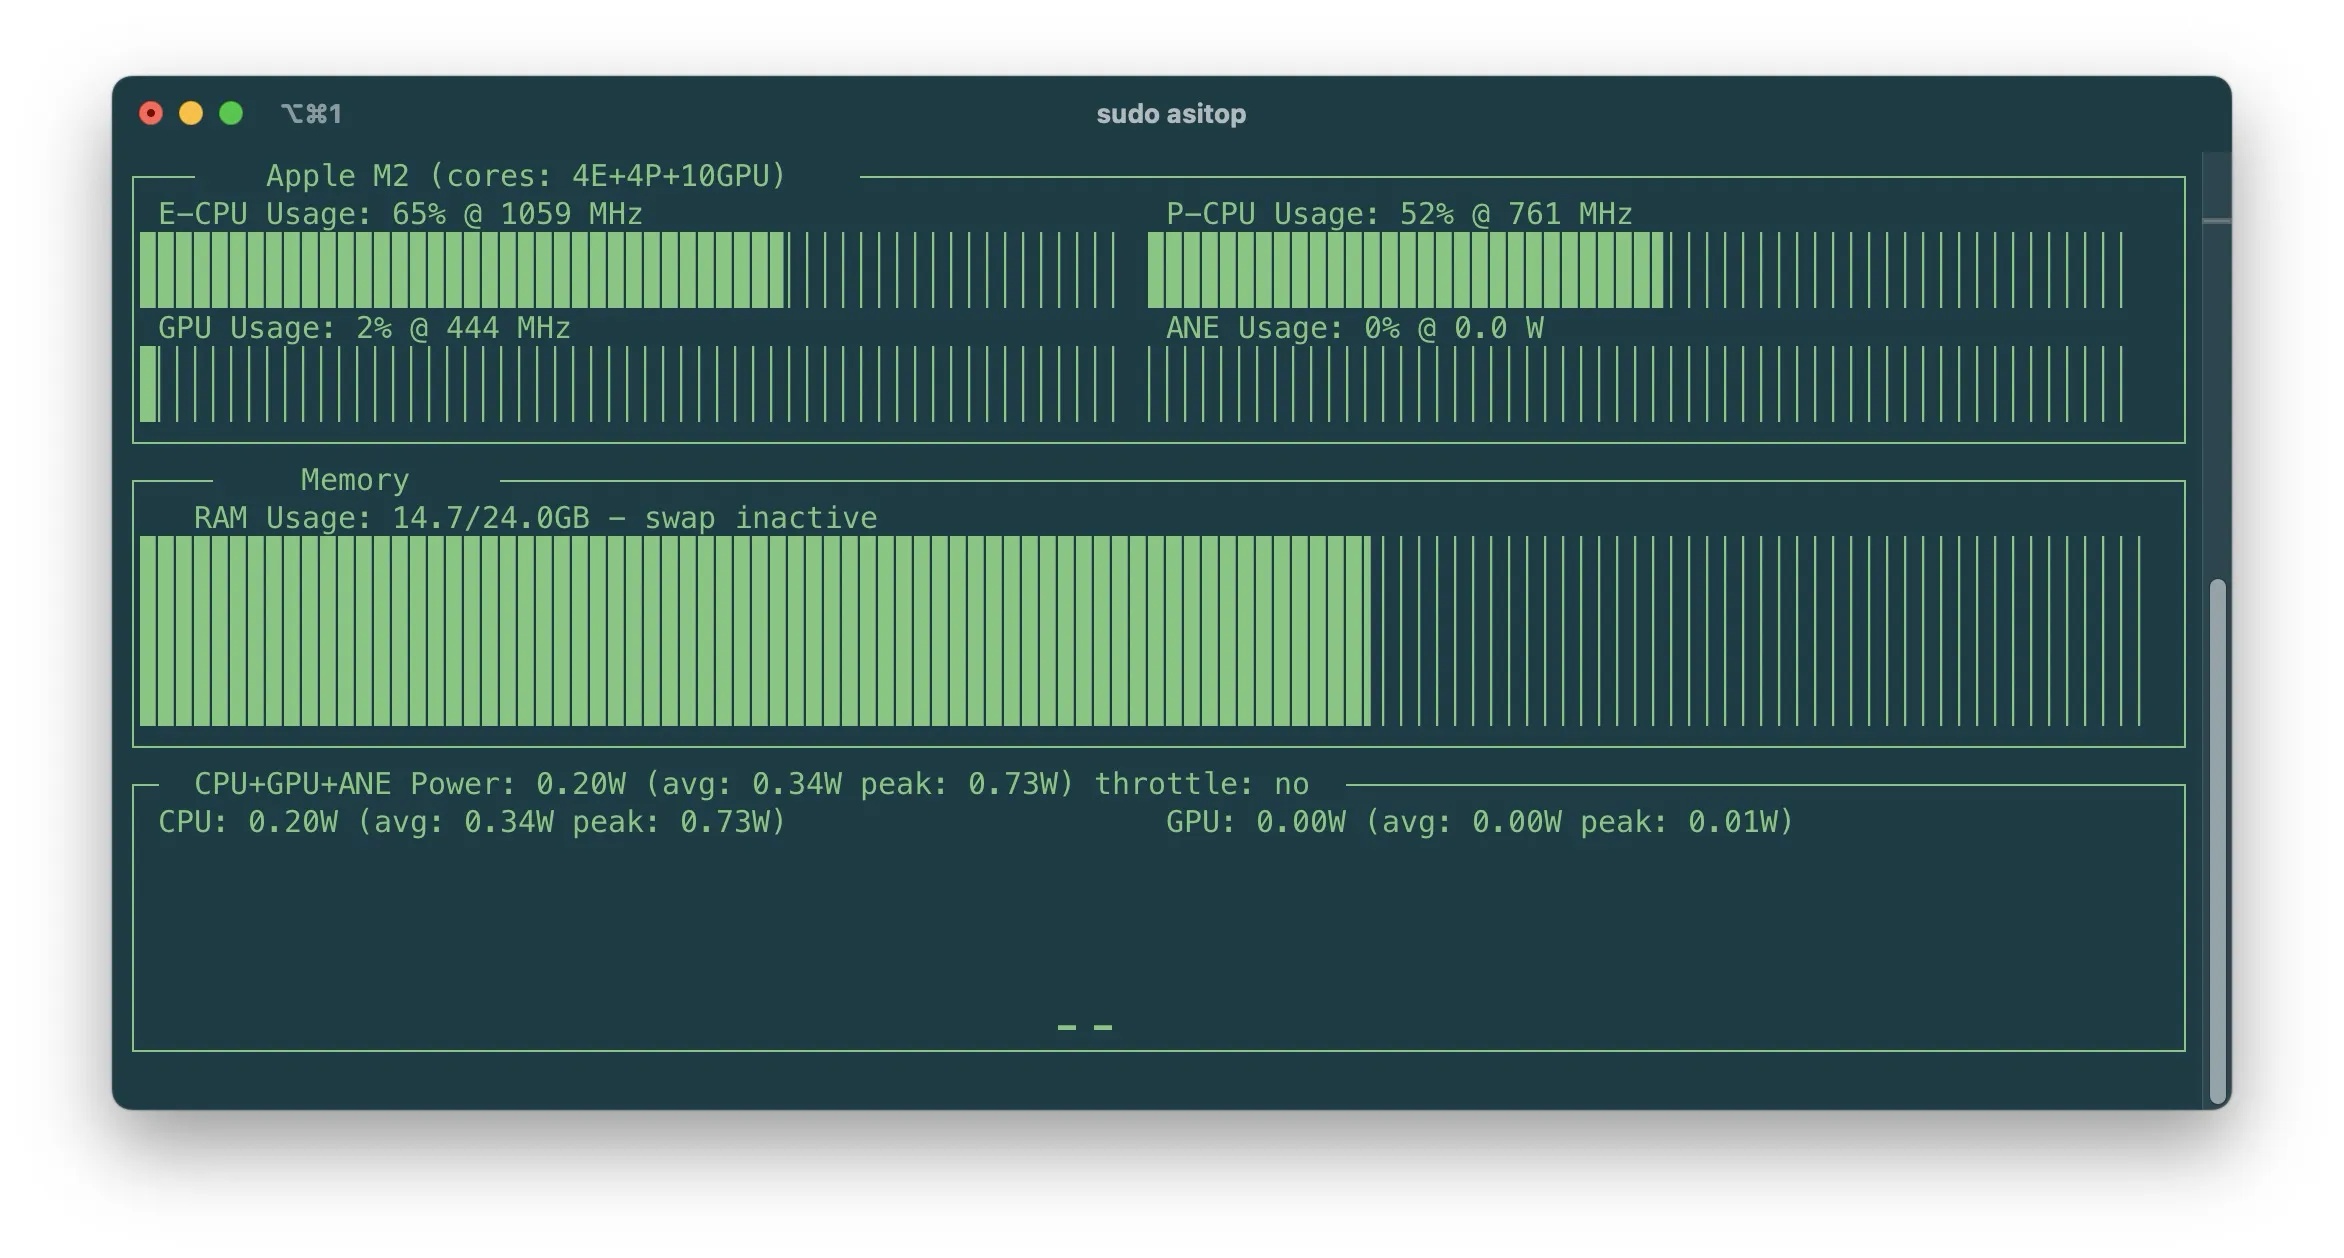 ⌥⌘1
sudo asitop
Apple M2 (cores: 4E+4P+10GPU)
E-CPU Usage: 65% @ 1059 MHz
P-CPU Usage: 52% @ 761 MHz
GPU Usage: 2% @ 444 MHz
ANE Usage: 0% @ 0.0 W
Memory
RAM Usage: 14.7/24.0GB - swap inactive
CPU+GPU+ANE Power: 0.20W (avg: 0.34W peak: 0.73W) throttle: no
CPU: 0.20W (avg: 0.34W peak: 0.73W)
GPU: 0.00W (avg: 0.00W peak: 0.01W)